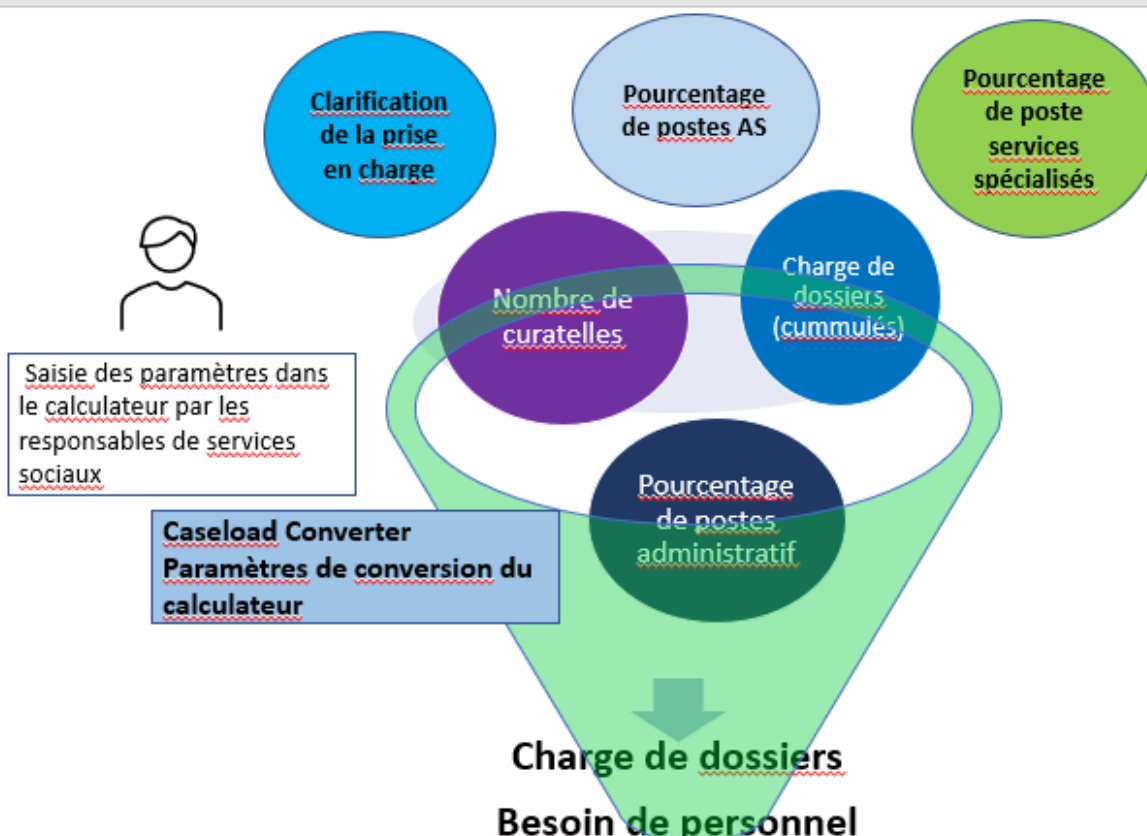 Clarification
de la prise
en charge
Pourcentage
de postes AS
Pourcentage
de poste
services
spécialisés
Nombre de
curatelles
Charge de
dossiers
(cummulés)
Saisie des paramètres dans
le calculateur par les
responsables de services
sociaux
Pourcentage
de postes
administratif
Caseload Converter
Paramètres de conversion du
calculateur
Charge de dossiers
Besoin de personnel